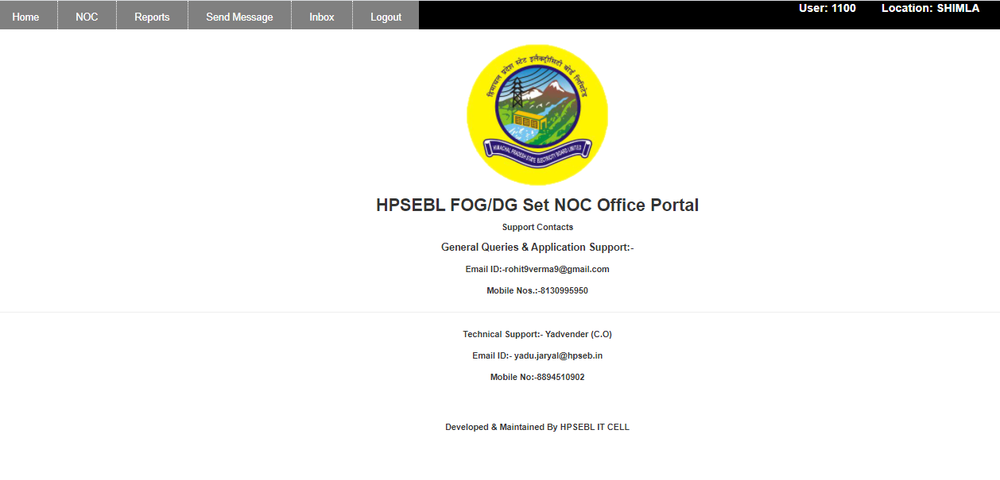 Home NOC Reports Send Message Inbox Logout User: 1100 Location: SHIMLA
हिमाचल प्रदेश स्टेट इलैक्ट्रीसिटी बोर्ड लिमिटेड
HIMACHAL PRADESH STATE ELECTRICITY BOARD LIMITED
HPSEBL FOG/DG Set NOC Office Portal
Support Contacts
General Queries & Application Support:-
Email ID:-rohit9verma9@gmail.com
Mobile Nos.:-8130995950
Technical Support:- Yadvender (C.O)
Email ID:- yadu.jaryal@hpseb.in
Mobile No:-8894510902
Developed & Maintained By HPSEBL IT CELL